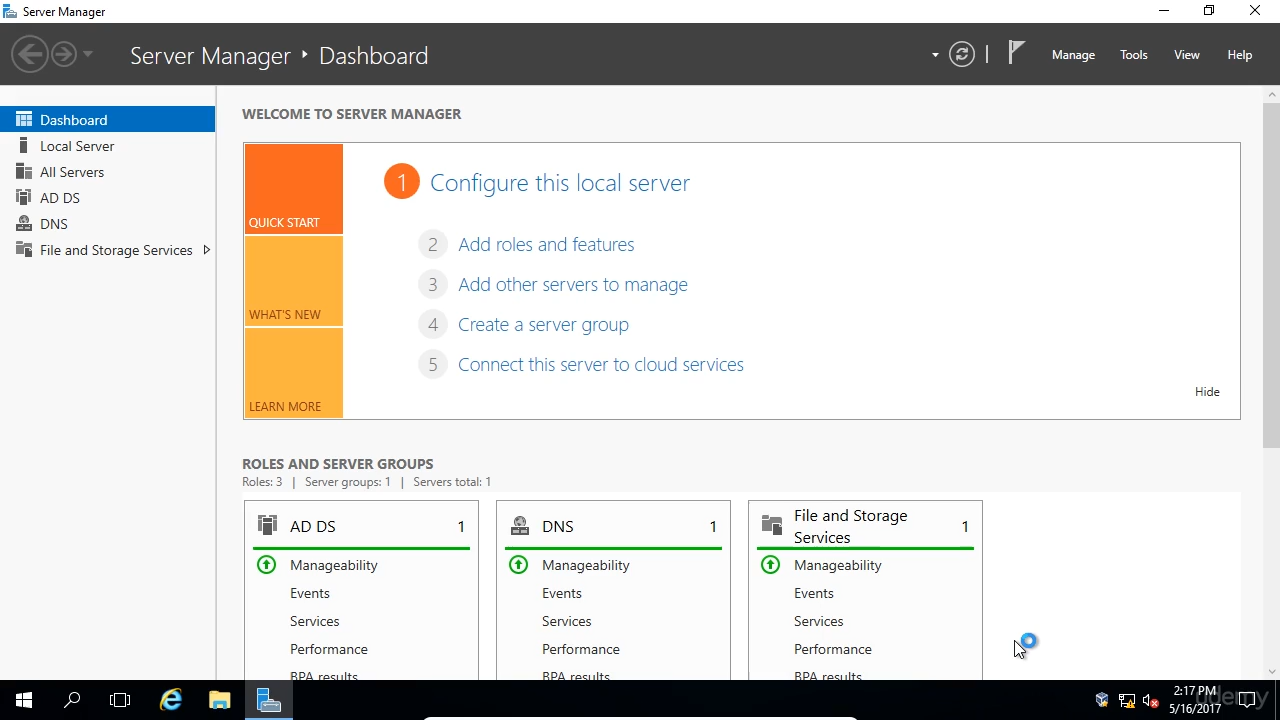 Server Manager
Server Manager ‣ Dashboard
Manage
Tools
View
Help
Dashboard
Local Server
All Servers
AD DS
DNS
File and Storage Services
WELCOME TO SERVER MANAGER
QUICK START
WHAT'S NEW
LEARN MORE
1 Configure this local server
2 Add roles and features
3 Add other servers to manage
4 Create a server group
5 Connect this server to cloud services
Hide
ROLES AND SERVER GROUPS
Roles: 3 | Server groups: 1 | Servers total: 1
AD DS 1
Manageability
Events
Services
Performance
BPA results
DNS 1
Manageability
Events
Services
Performance
BPA results
File and Storage
Services 1
Manageability
Events
Services
Performance
BPA results
2:17 PM
5/16/2017
udemy